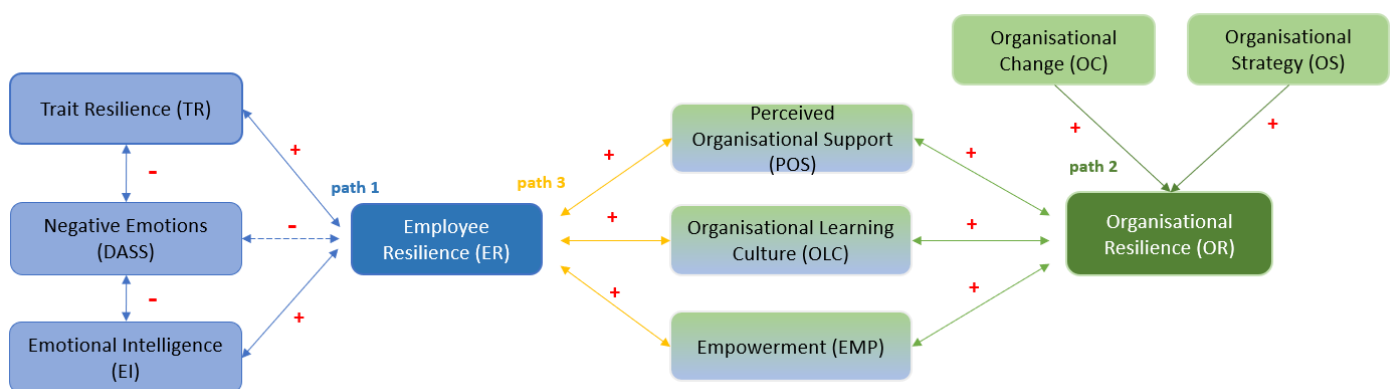 Trait Resilience (TR)
-
Negative Emotions
(DASS)
-
Emotional Intelligence
(EI)
+
path 1
-
+
Employee
Resilience (ER)
path 3
+
+
+
Perceived
Organisational Support
(POS)
Organisational Learning
Culture (OLC)
Empowerment (EMP)
+
+
+
Organisational
Change (OC)
Organisational
Strategy (OS)
+
+
path 2
Organisational
Resilience (OR)